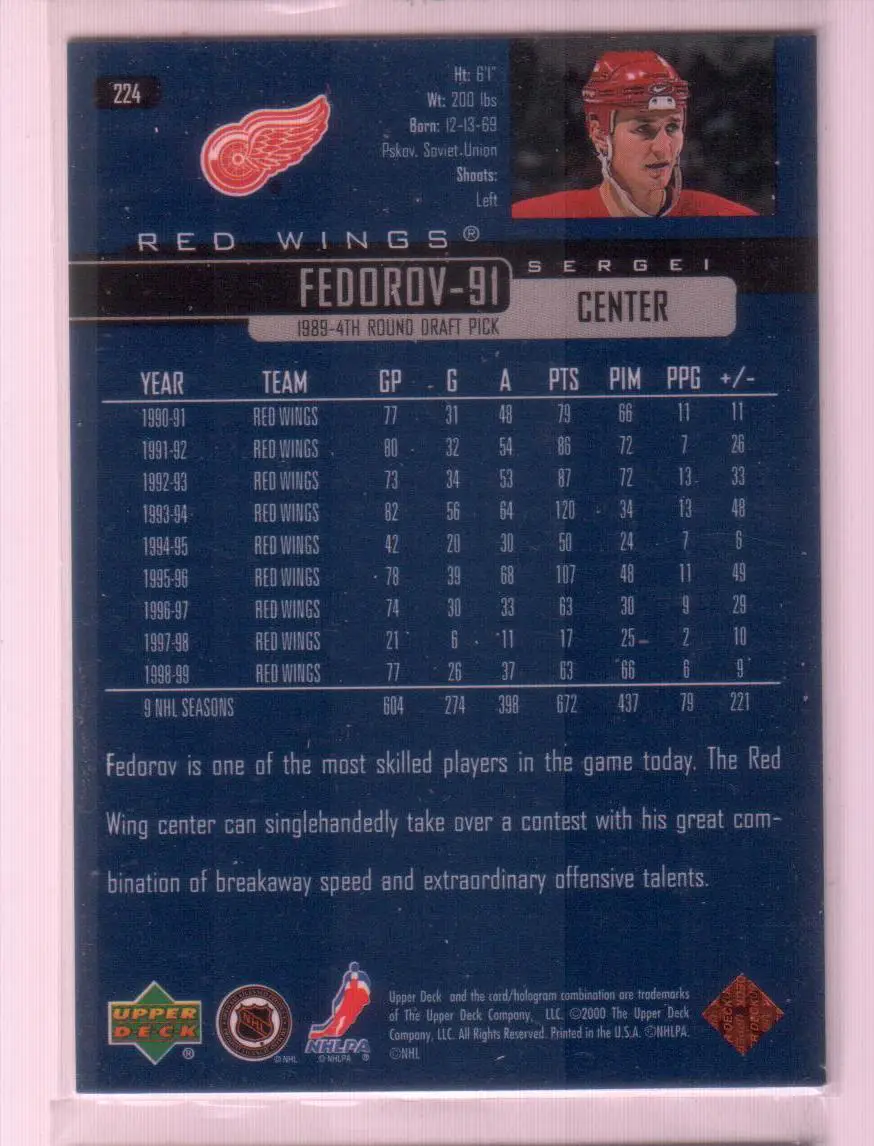 224
Ht: 6'1"
Wt: 200 lbs
Born: 12-13-69
Pskov, Soviet Union
Shoots:
Left
RED WINGS®
SERGEI
FEDOROV-91
CENTER
1989-4TH ROUND DRAFT PICK
YEAR TEAM GP G A PTS PIM PPG +/-
1990-91 RED WINGS 77 31 48 79 66 11 11
1991-92 RED WINGS 80 32 54 86 72 7 26
1992-93 RED WINGS 73 34 53 87 72 13 33
1993-94 RED WINGS 82 56 64 120 34 13 48
1994-95 RED WINGS 42 20 30 50 24 7 6
1995-96 RED WINGS 78 39 68 107 48 11 49
1996-97 RED WINGS 74 30 33 63 30 9 29
1997-98 RED WINGS 21 6 11 17 25 2 10
1998-99 RED WINGS 77 26 37 63 66 6 9
9 NHL SEASONS 604 274 398 672 437 79 221
Fedorov is one of the most skilled players in the game today. The Red
Wing center can singlehandedly take over a contest with his great com-
bination of breakaway speed and extraordinary offensive talents.
UPPER
DECK
®
NHL
©NHL
NHLPA
©NHLPA ®
Upper Deck and the card/hologram combination are trademarks
of The Upper Deck Company, LLC. ©2000 The Upper Deck
Company, LLC. All Rights Reserved. Printed in the U.S.A. ©NHLPA.
©NHL